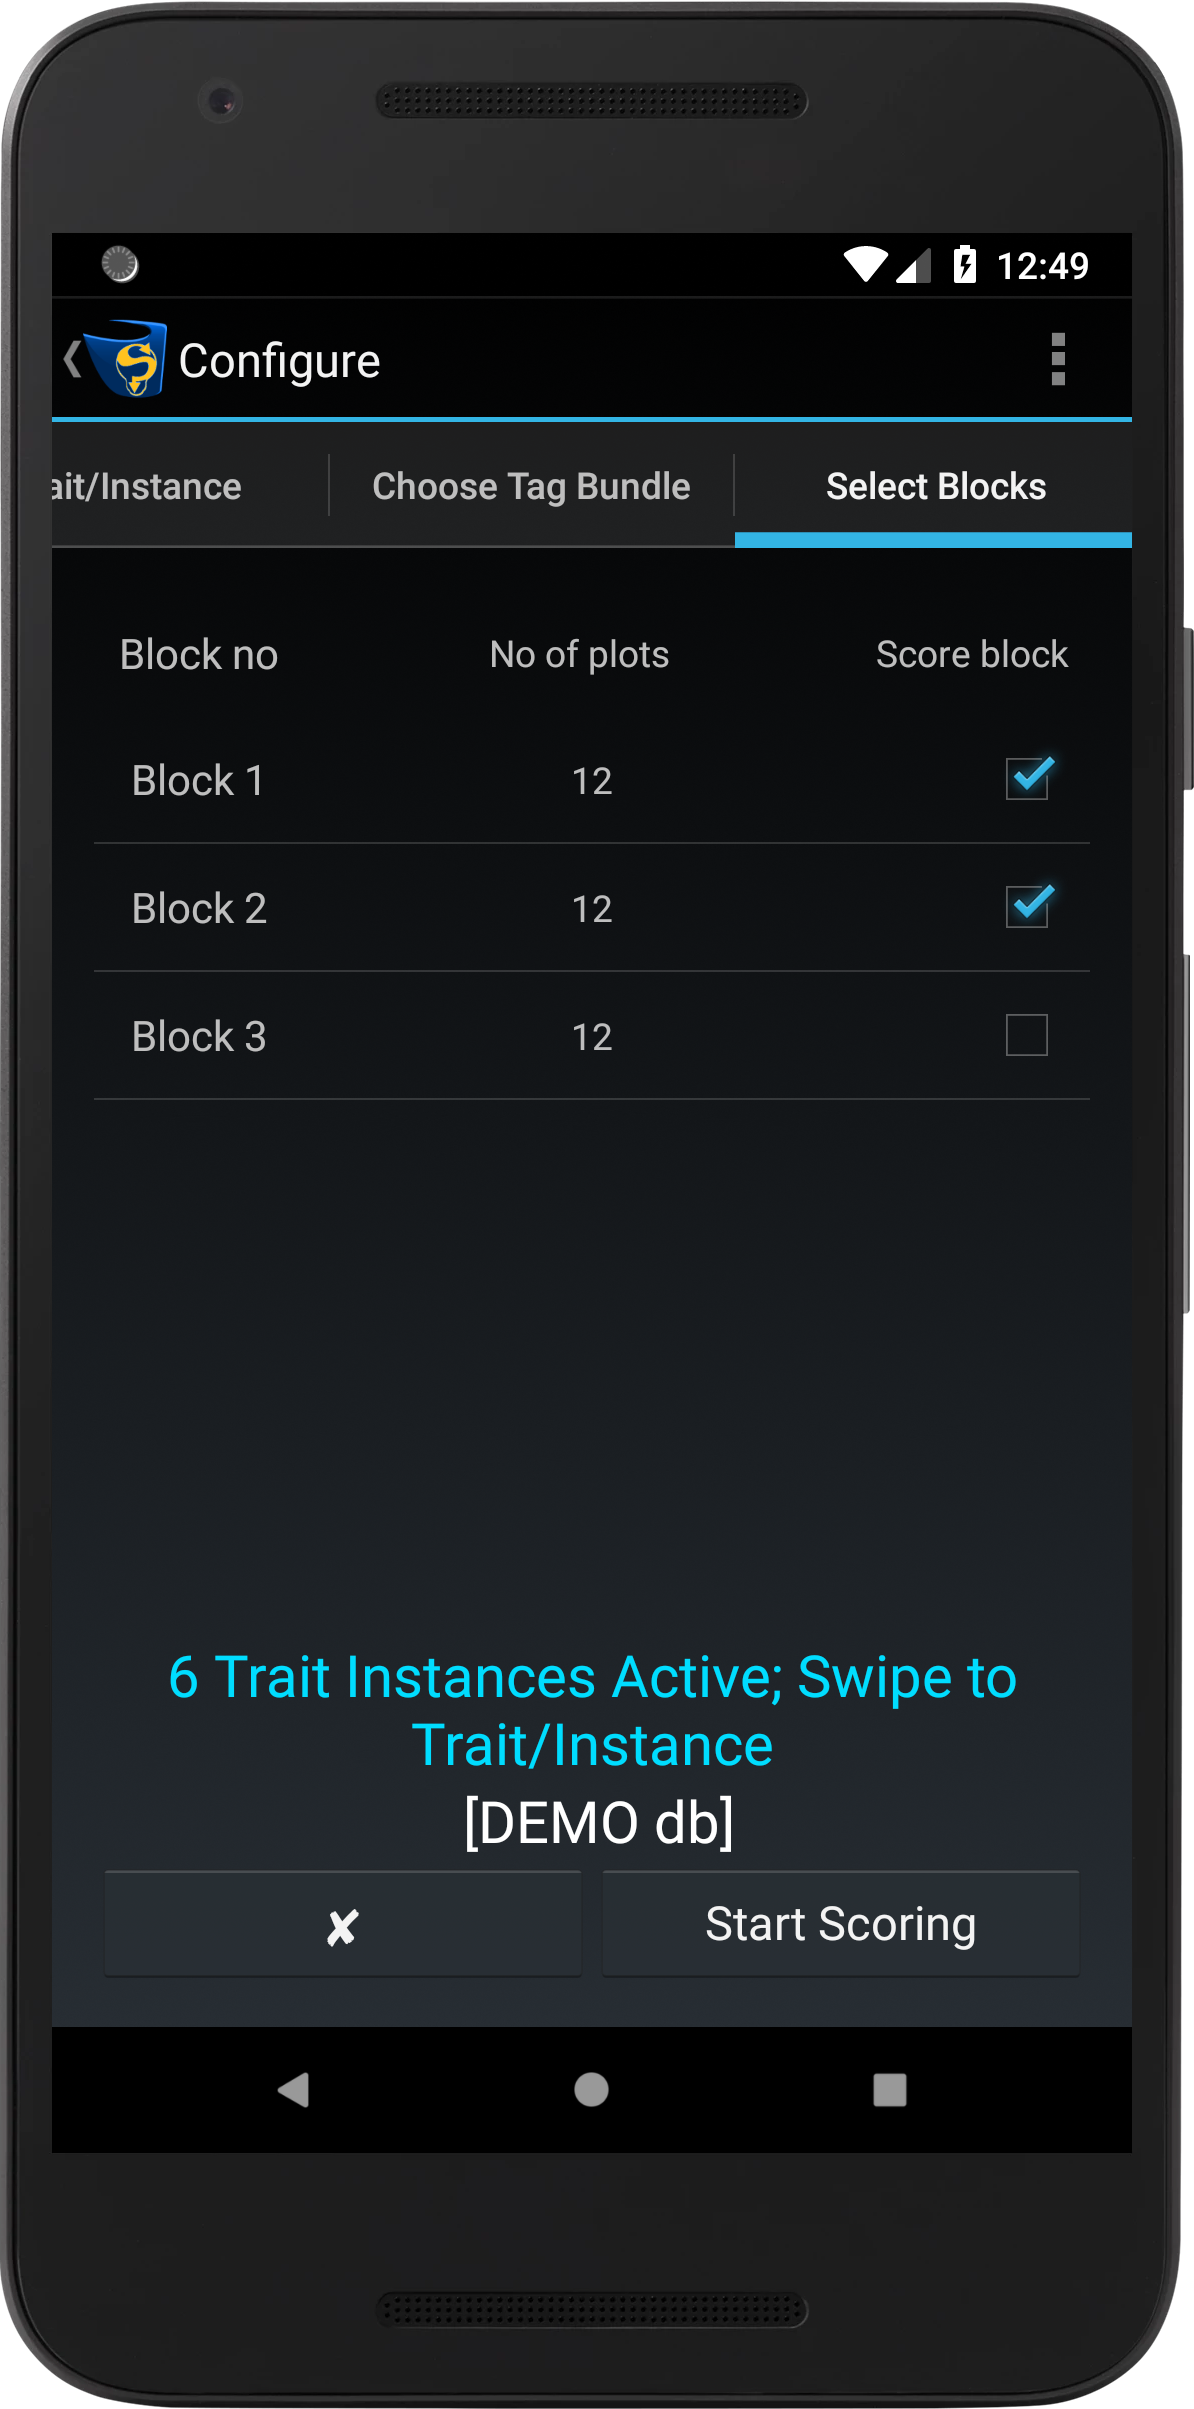 12:49
Configure
ait/Instance Choose Tag Bundle Select Blocks
Block no No of plots Score block
Block 1 12
Block 2 12
Block 3 12
6 Trait Instances Active; Swipe to
Trait/Instance
[DEMO db]
✘ Start Scoring